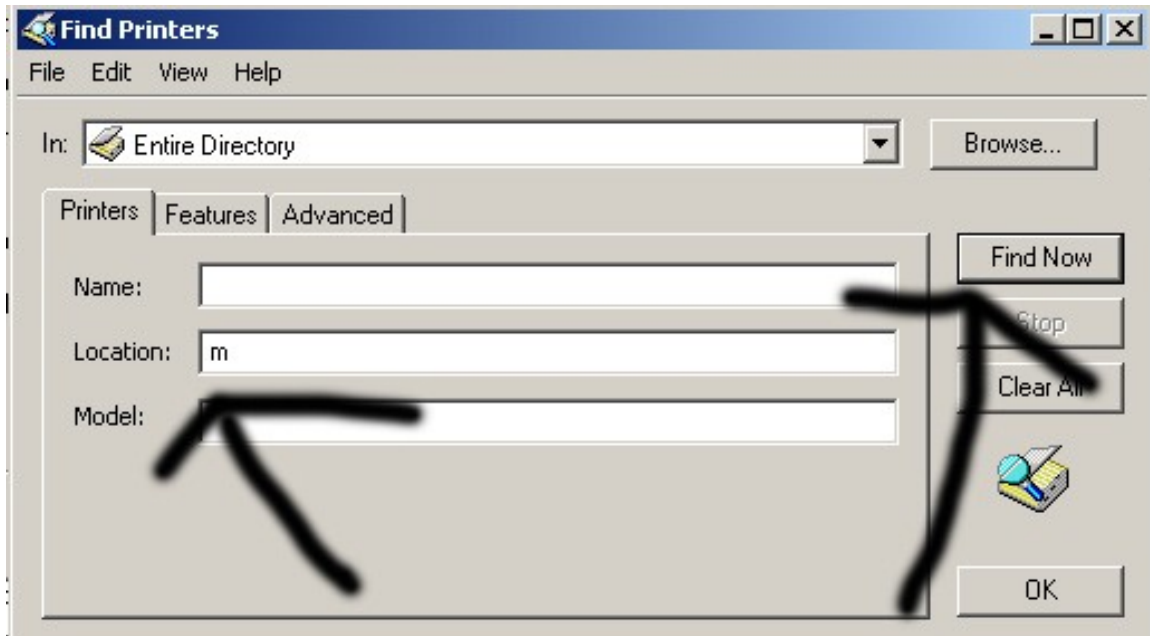 Find Printers
File Edit View Help
In: Entire Directory Browse...
Printers Features Advanced
Find Now
Name:
Stop
Location: m
Clear All
Model:
OK